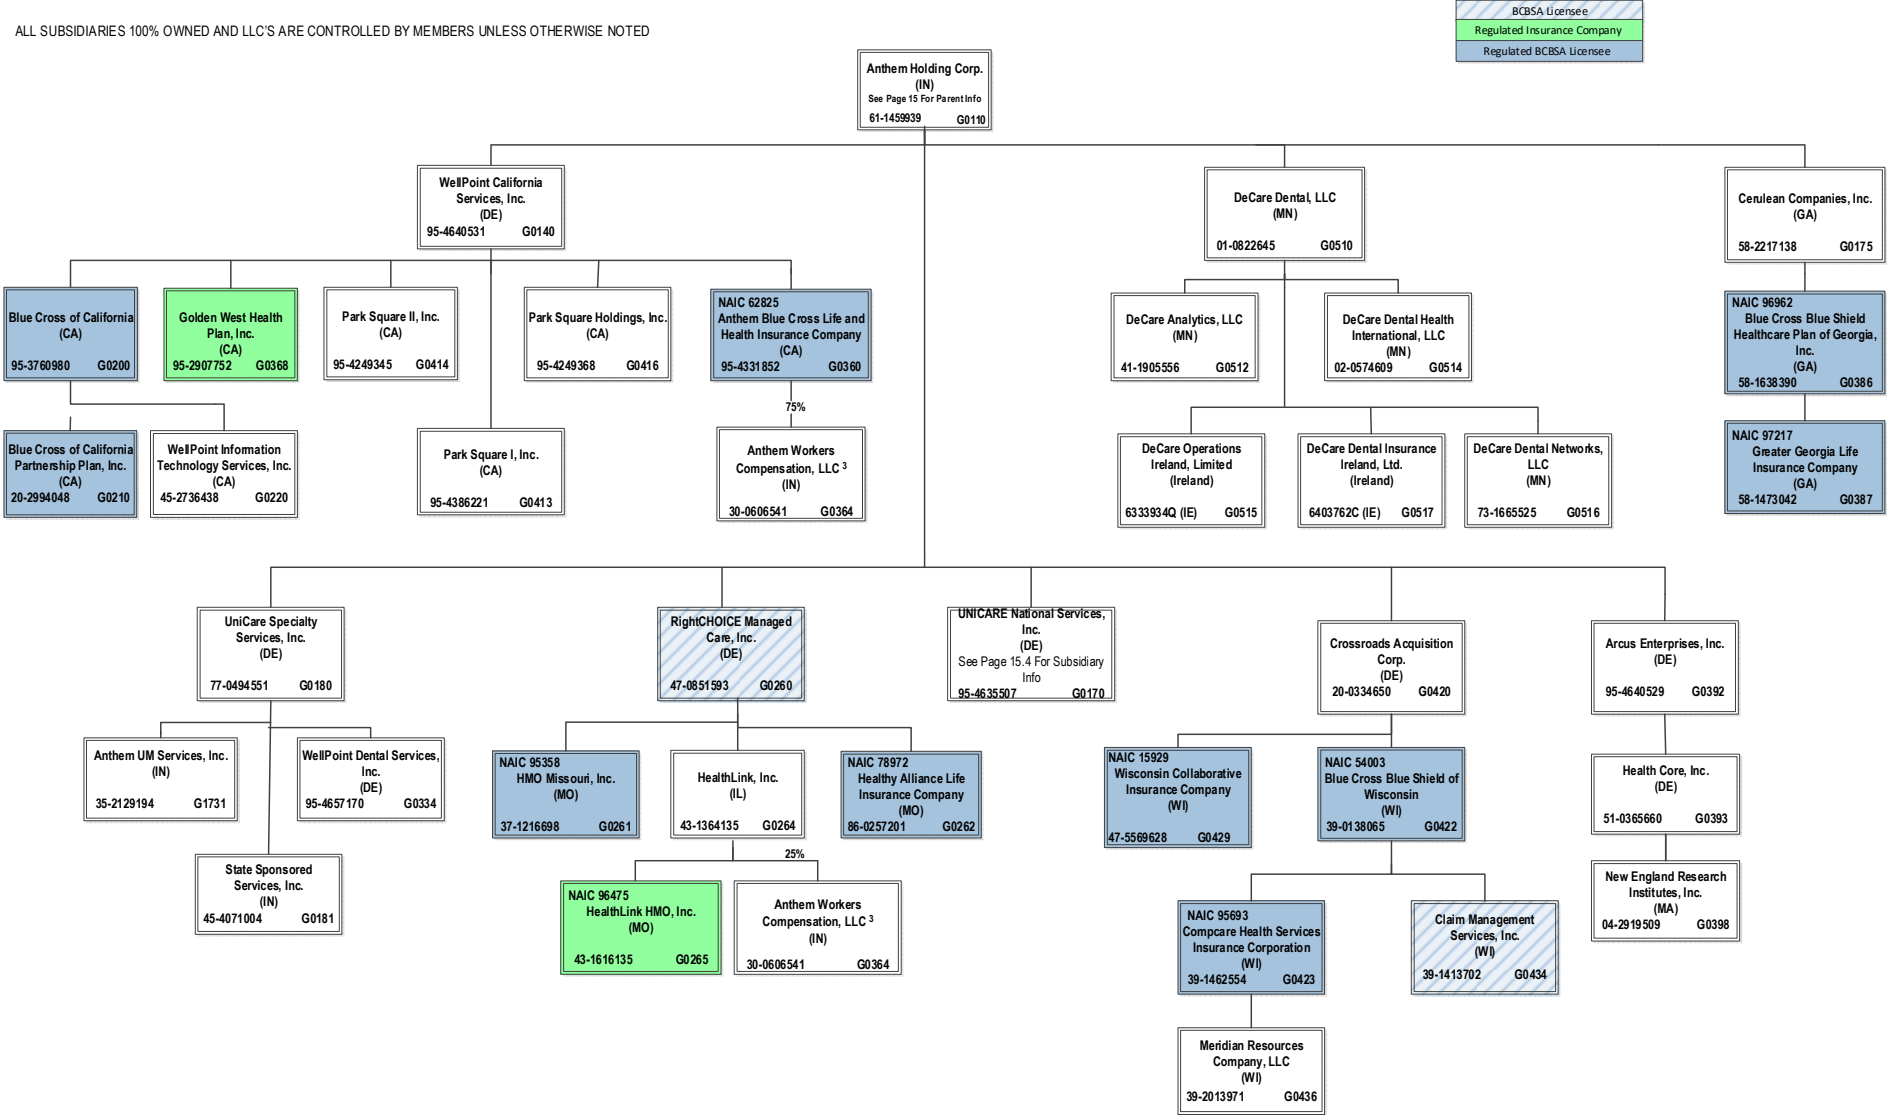 ALL SUBSIDIARIES 100% OWNED AND LLC'S ARE CONTROLLED BY MEMBERS UNLESS OTHERWISE NOTED
BCBSA Licensee
Regulated Insurance Company
Regulated BCBSA Licensee
Anthem Holding Corp.
(IN)
See Page 15 For Parent Info
61-1459939 G0110
WellPoint California
Services, Inc.
(DE)
95-4640531 G0140
DeCare Dental, LLC
(MN)
01-0822645 G0510
Cerulean Companies, Inc.
(GA)
58-2217138 G0175
Blue Cross of California
(CA)
95-3760980 G0200
Golden West Health
Plan, Inc.
(CA)
95-2907752 G0368
Park Square II, Inc.
(CA)
95-4249345 G0414
Park Square Holdings, Inc.
(CA)
95-4249368 G0416
NAIC 62825
Anthem Blue Cross Life and
Health Insurance Company
(CA)
95-4331852 G0360
DeCare Analytics, LLC
(MN)
41-1905556 G0512
DeCare Dental Health
International, LLC
(MN)
02-0574609 G0514
NAIC 96962
Blue Cross Blue Shield
Healthcare Plan of Georgia,
Inc.
(GA)
58-1638390 G0386
75%
Blue Cross of California
Partnership Plan, Inc.
(CA)
20-2994048 G0210
WellPoint Information
Technology Services, Inc.
(CA)
45-2736438 G0220
Park Square I, Inc.
(CA)
95-4386221 G0413
Anthem Workers
Compensation, LLC 3
(IN)
30-0606541 G0364
DeCare Operations
Ireland, Limited
(Ireland)
6333934Q (IE) G0515
DeCare Dental Insurance
Ireland, Ltd.
(Ireland)
6403762C (IE) G0517
DeCare Dental Networks,
LLC
(MN)
73-1665525 G0516
NAIC 97217
Greater Georgia Life
Insurance Company
(GA)
58-1473042 G0387
UniCare Specialty
Services, Inc.
(DE)
77-0494551 G0180
RightCHOICE Managed
Care, Inc.
(DE)
47-0851593 G0260
UNICARE National Services,
Inc.
(DE)
See Page 15.4 For Subsidiary
Info
95-4635507 G0170
Crossroads Acquisition
Corp.
(DE)
20-0334650 G0420
Arcus Enterprises, Inc.
(DE)
95-4640529 G0392
Anthem UM Services, Inc.
(IN)
35-2129194 G1731
WellPoint Dental Services,
Inc.
(DE)
95-4657170 G0334
NAIC 95358
HMO Missouri, Inc.
(MO)
37-1216698 G0261
HealthLink, Inc.
(IL)
43-1364135 G0264
NAIC 78972
Healthy Alliance Life
Insurance Company
(MO)
86-0257201 G0262
NAIC 15929
Wisconsin Collaborative
Insurance Company
(WI)
47-5569628 G0429
NAIC 54003
Blue Cross Blue Shield of
Wisconsin
(WI)
39-0138065 G0422
Health Core, Inc.
(DE)
51-0365660 G0393
25%
State Sponsored
Services, Inc.
(IN)
45-4071004 G0181
NAIC 96475
HealthLink HMO, Inc.
(MO)
43-1616135 G0265
Anthem Workers
Compensation, LLC 3
(IN)
30-0606541 G0364
NAIC 95693
Compcare Health Services
Insurance Corporation
(WI)
39-1462554 G0423
Claim Management
Services, Inc.
(WI)
39-1413702 G0434
New England Research
Institutes, Inc.
(MA)
04-2919509 G0398
Meridian Resources
Company, LLC
(WI)
39-2013971 G0436